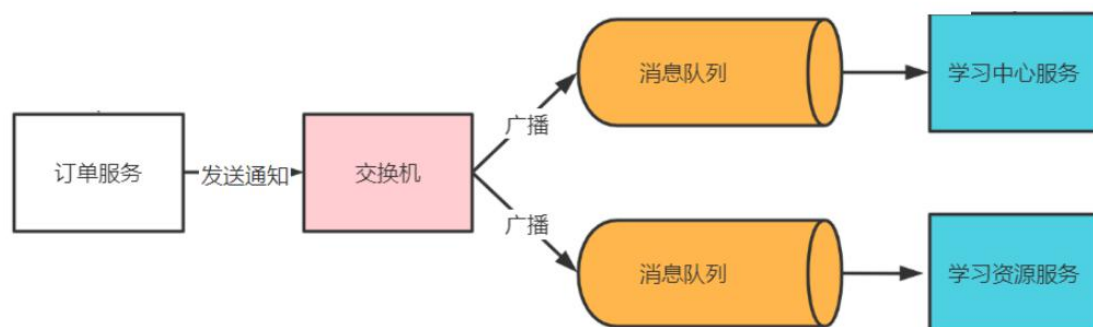 订单服务
发送通知
交换机
广播
消息队列
学习中心服务
广播
消息队列
学习资源服务